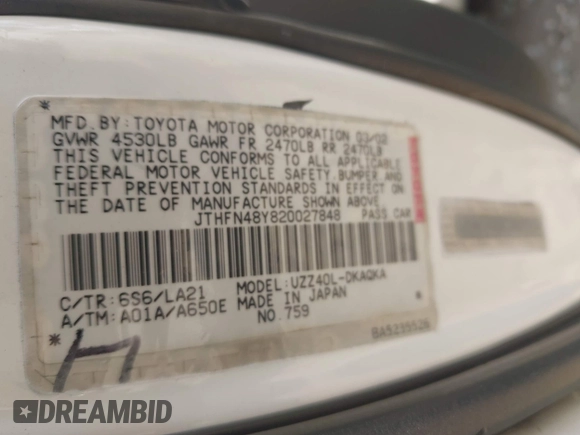 MFD.BY:TOYOTA MOTOR CORPORATION 03/02
GVWR 4530LB GAWR FR 2470LB RR 2470LB
THIS VEHICLE CONFORMS TO ALL APPLICABLE
FEDERAL MOTOR VEHICLE SAFETY,BUMPER AND
THEFT PREVENTION STANDARDS IN EFFECT ON
THE DATE OF MANUFACTURE SHOWN ABOVE.
JTHFN48Y820027848 PASS CAR
C/TR:6S6/LA21 MODEL:UZZ40L-DKAQKA
A/TM:A01A/A650E MADE IN JAPAN
NO.759
BA5235526
DREAMBID